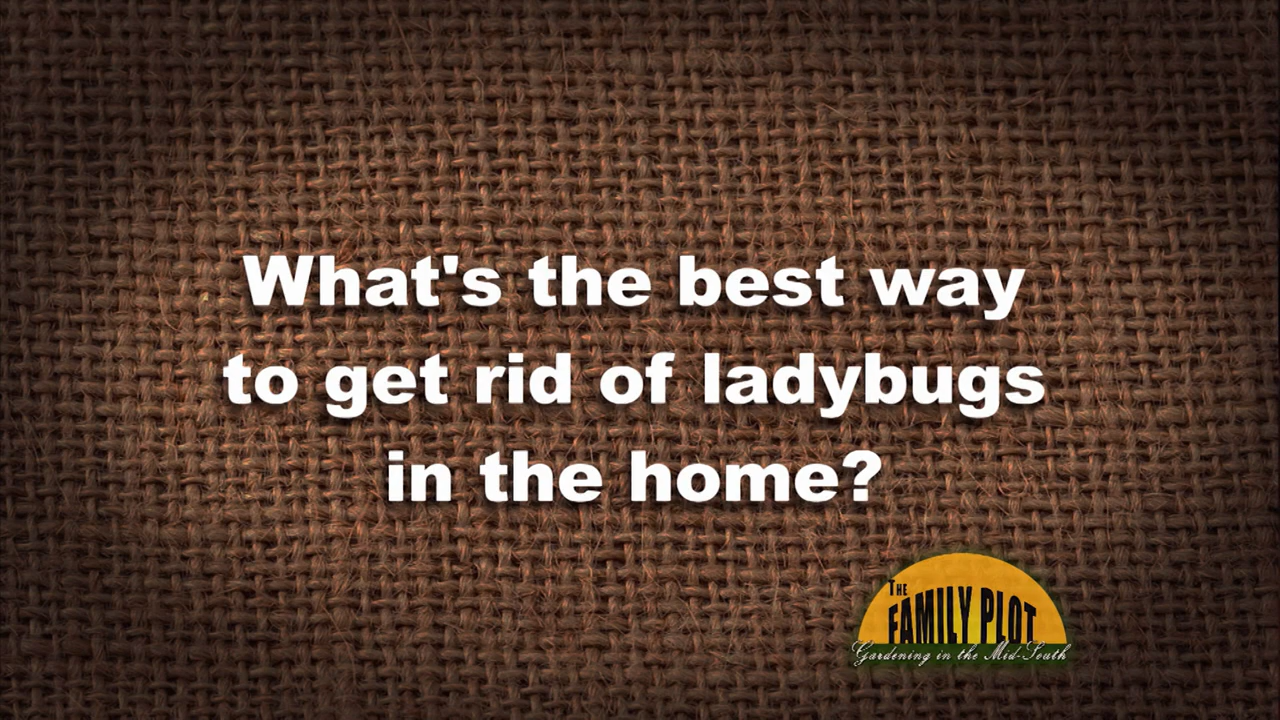 What's the best way
to get rid of ladybugs
in the home?
THE
FAMILY PLOT
Gardening in the Mid-South